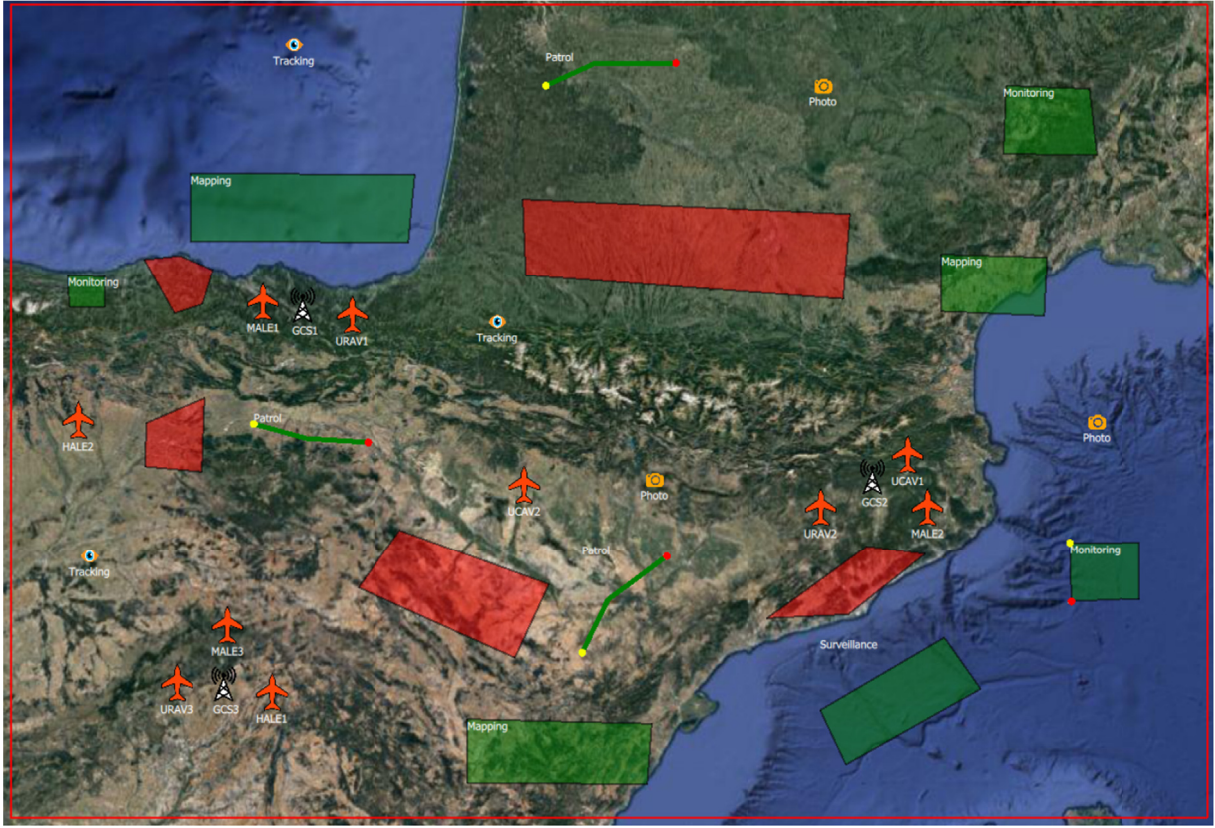 Tracking
Patrol
Photo
Monitoring
Mapping
Mapping
Monitoring
MALE1
GCS1
URAV1
Tracking
HALE2
Patrol
Photo
UCAV1
Photo
GCS2
UCAV2
URAV2
MALE2
Patrol
Monitoring
Tracking
MALE3
Surveillance
URAV3
GCS3
HALE1
Mapping